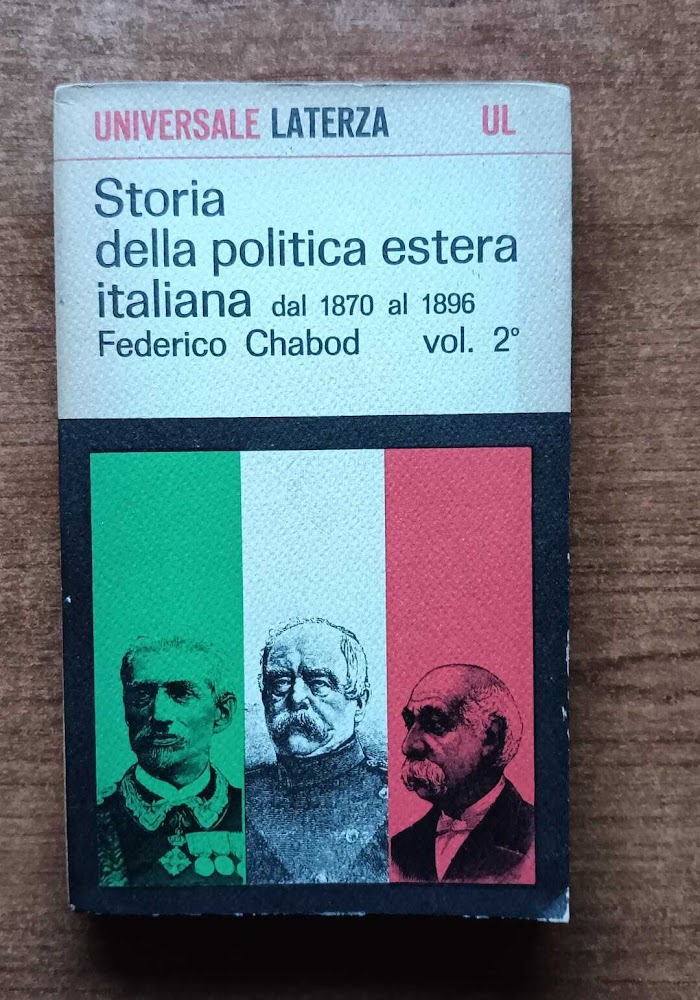 UNIVERSALE LATERZA UL
Storia
della politica estera
italiana dal 1870 al 1896
Federico Chabod vol. 2°